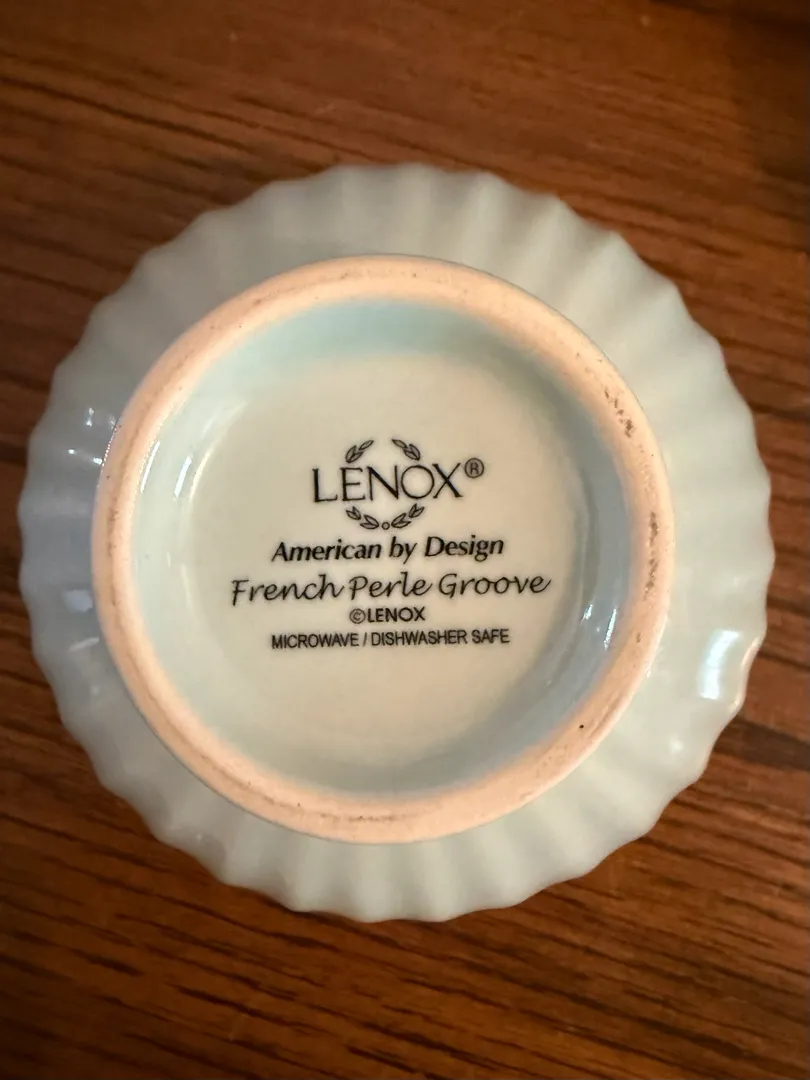 LENOX®
American by Design
French Perle Groove
©LENOX
MICROWAVE / DISHWASHER SAFE